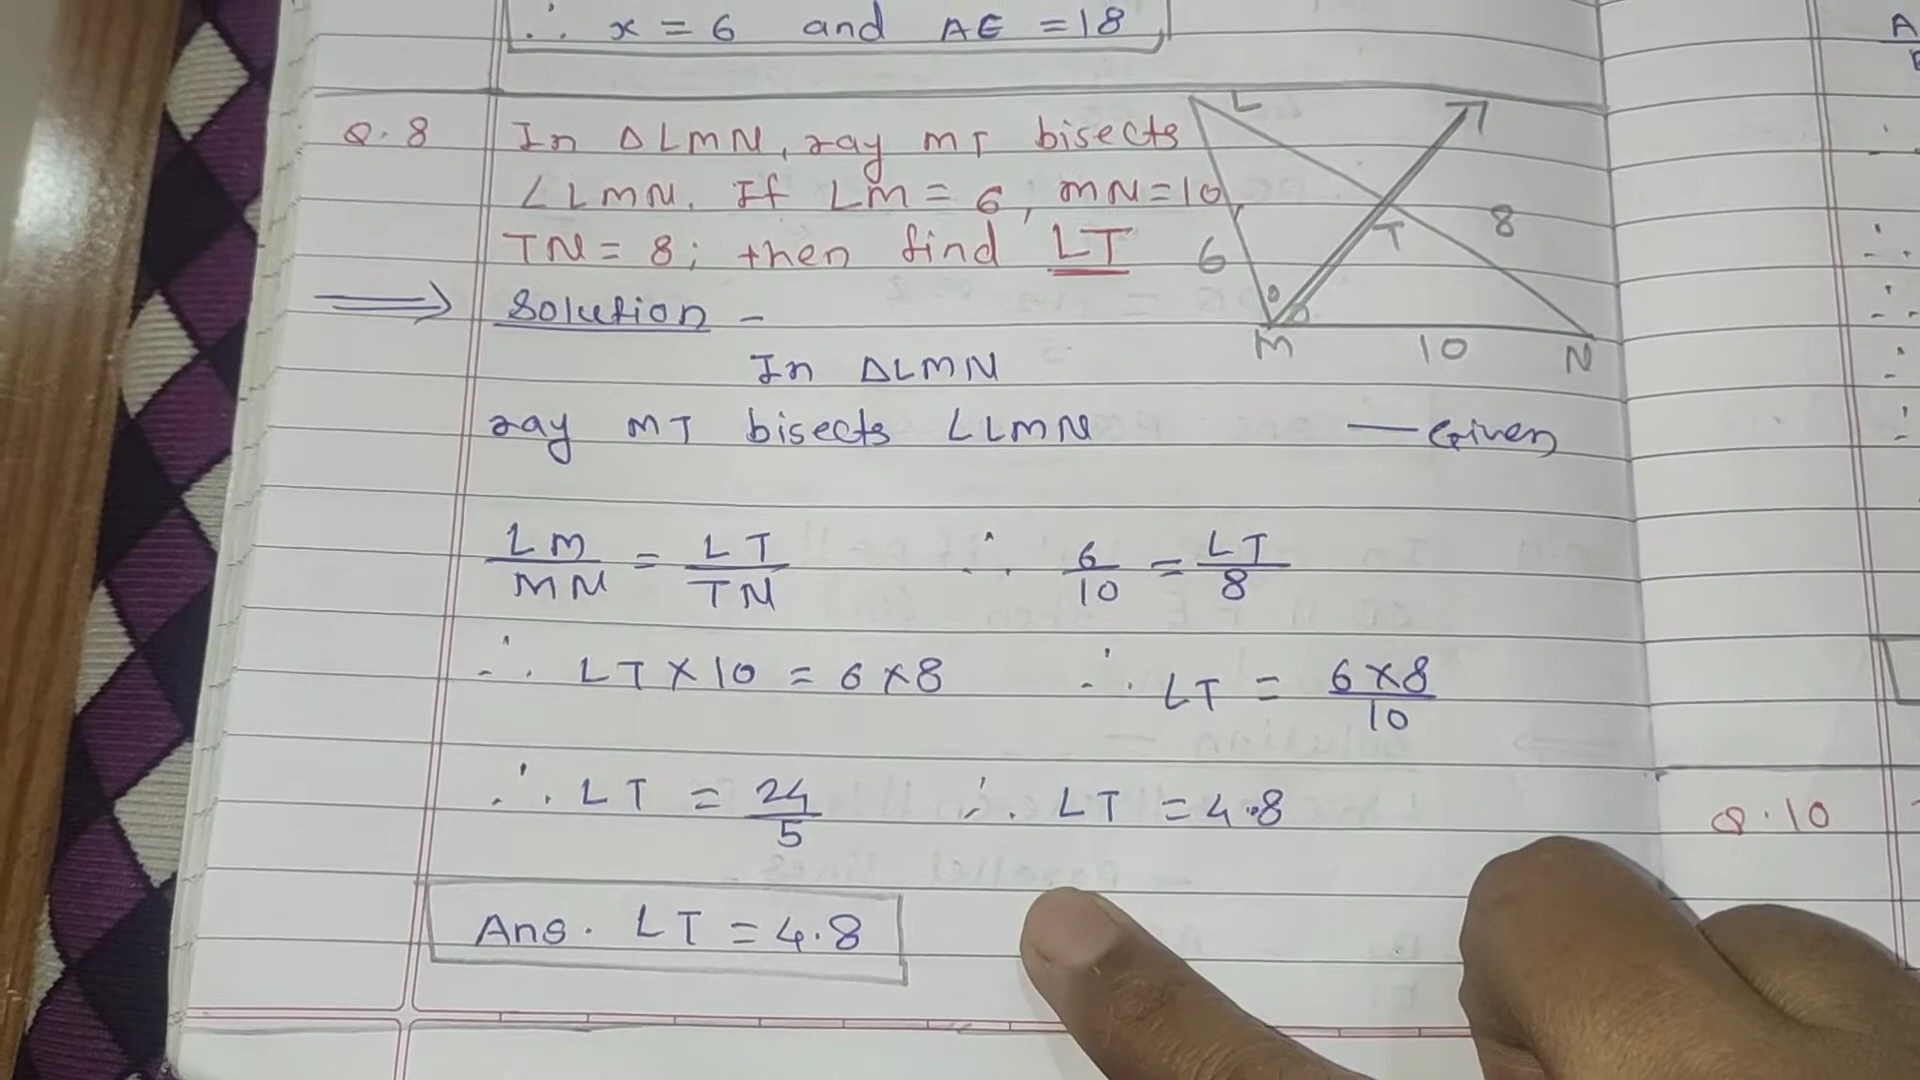 ∴ x = 6 and AE = 18
Q.8 In ΔLMN, ray MT bisects
∠LMN. If LM = 6, MN = 10,
TN = 8; then find LT
Solution -
In ΔLMN
ray MT bisects ∠LMN — Given
LM/MN = LT/TN ∴ 6/10 = LT/8
∴ LT × 10 = 6×8 ∴ LT = 6×8/10
∴ LT = 24/5 ∴ LT = 4.8
Ans. LT = 4.8
L
T
8
6
M
10
N
A
Q.10